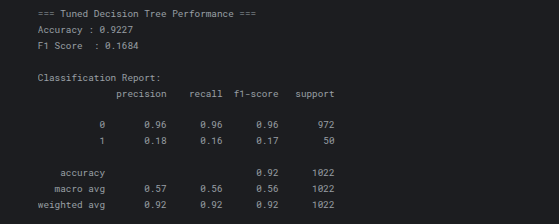 === Tuned Decision Tree Performance ===
Accuracy : 0.9227
F1 Score  : 0.1684
Classification Report:
precision recall f1-score support
0 0.96 0.96 0.96 972
1 0.18 0.16 0.17 50
accuracy 0.92 1022
macro avg 0.57 0.56 0.56 1022
weighted avg 0.92 0.92 0.92 1022